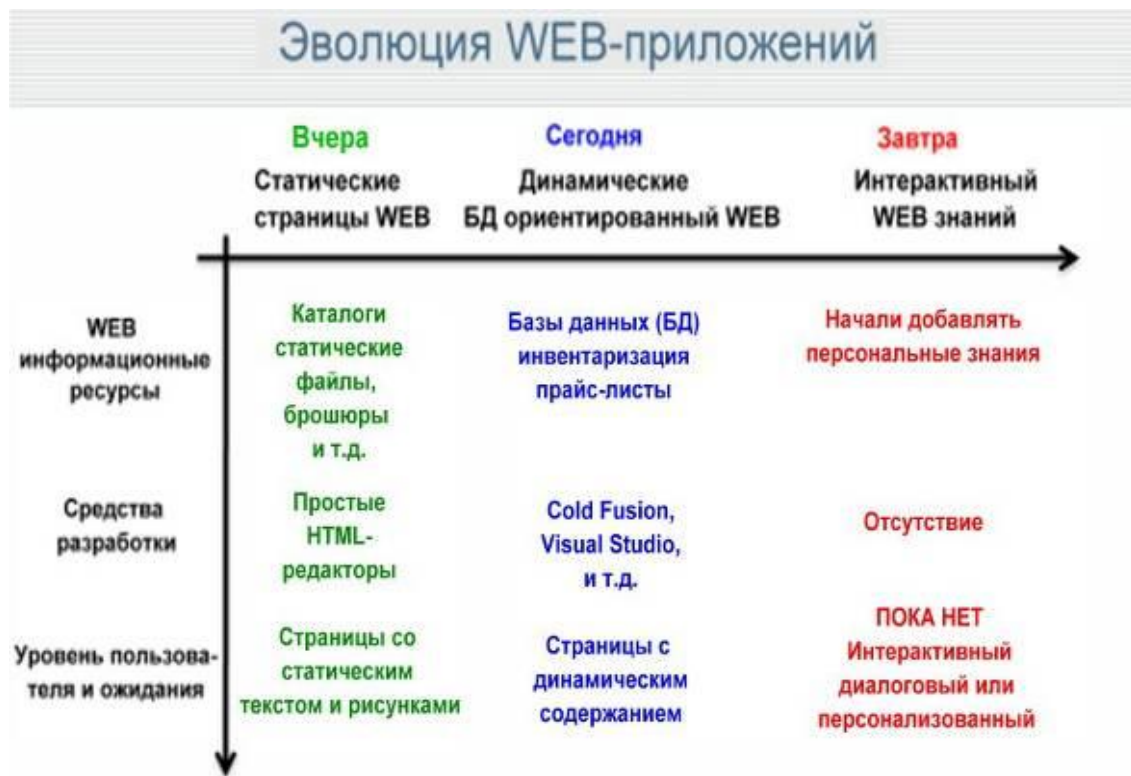 Эволюция WEB-приложений
Вчера
Сегодня
Завтра
Статические
страницы WEB
Динамические
БД ориентированный WEB
Интерактивный
WEB знаний
WEB
информационные
ресурсы
Каталоги
статические
файлы,
брошюры
и т.д.
Базы данных (БД)
инвентаризация
прайс-листы
Начали добавлять
персональные знания
Средства
разработки
Простые
HTML-
редакторы
Cold Fusion,
Visual Studio,
и т.д.
Отсутствие
Уровень пользова-
теля и ожидания
Страницы со
статическим
текстом и рисунками
Страницы с
динамическим
содержанием
ПОКА НЕТ
Интерактивный
диалоговый или
персонализованный